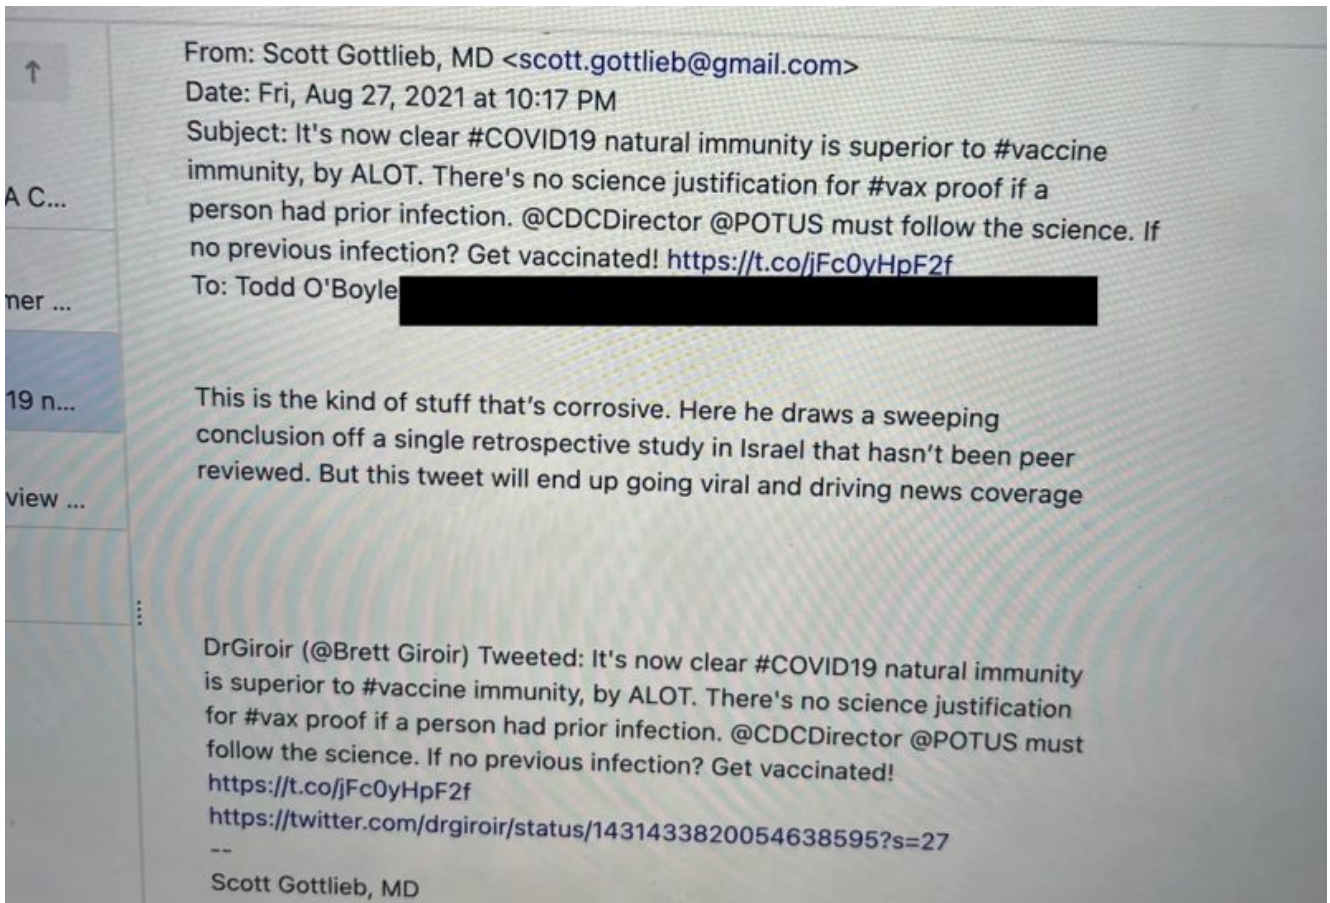 ↑
From: Scott Gottlieb, MD <scott.gottlieb@gmail.com>
Date: Fri, Aug 27, 2021 at 10:17 PM
Subject: It's now clear #COVID19 natural immunity is superior to #vaccine
immunity, by ALOT. There's no science justification for #vax proof if a
person had prior infection. @CDCDirector @POTUS must follow the science. If
no previous infection? Get vaccinated! https://t.co/jFc0yHpF2f
To: Todd O'Boyle
A C...
mer ...
19 n...
view ...
This is the kind of stuff that's corrosive. Here he draws a sweeping
conclusion off a single retrospective study in Israel that hasn't been peer
reviewed. But this tweet will end up going viral and driving news coverage
DrGiroir (@Brett Giroir) Tweeted: It's now clear #COVID19 natural immunity
is superior to #vaccine immunity, by ALOT. There's no science justification
for #vax proof if a person had prior infection. @CDCDirector @POTUS must
follow the science. If no previous infection? Get vaccinated!
https://t.co/jFc0yHpF2f
https://twitter.com/drgiroir/status/1431433820054638595?s=27
--
Scott Gottlieb, MD